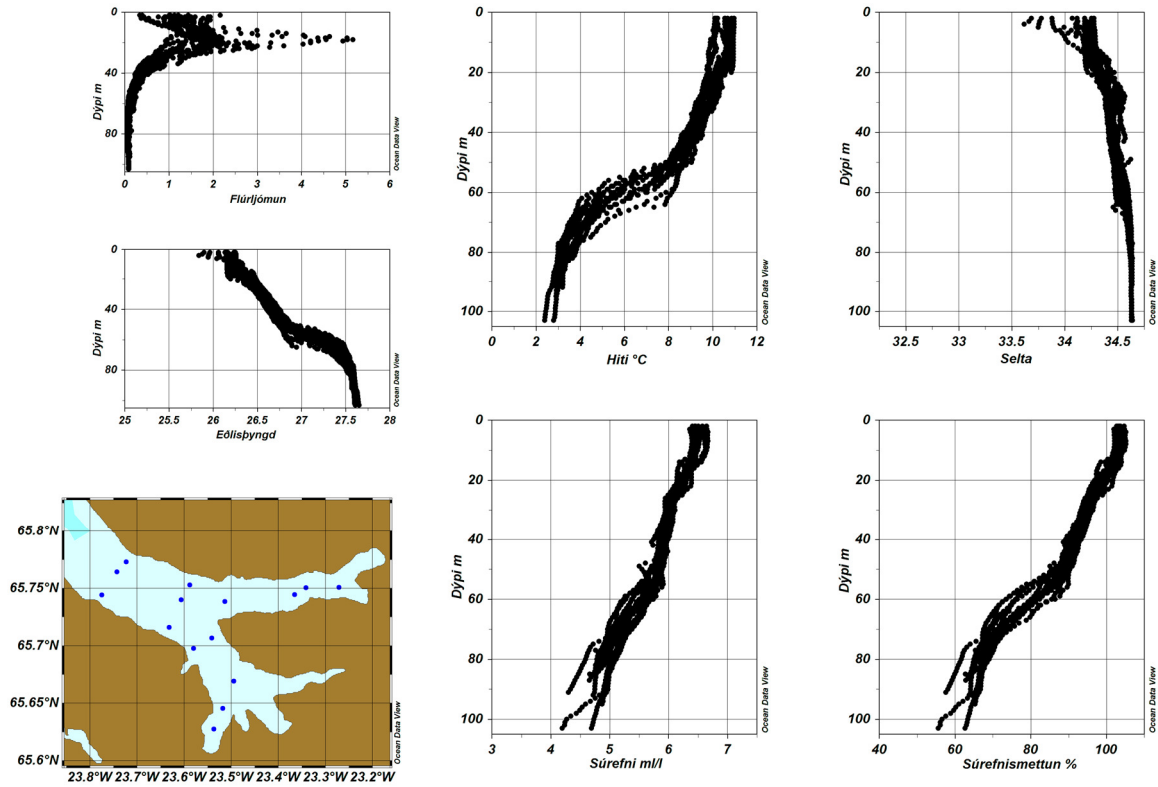 0
40
80
Dýpi m
0 1 2 3 4 5 6
Flúrljómun
Ocean Data View
0
20
40
60
80
100
Dýpi m
0 2 4 6 8 10 12
Hiti °C
Ocean Data View
0
20
40
60
80
100
Dýpi m
32.5 33 33.5 34 34.5
Selta
Ocean Data View
0
40
80
Dýpi m
25 25.5 26 26.5 27 27.5 28
Eðlisþyngd
Ocean Data View
65.8°N
65.75°N
65.7°N
65.65°N
65.6°N
23.8°W 23.7°W 23.6°W 23.5°W 23.4°W 23.3°W 23.2°W
Ocean Data View
0
20
40
60
80
100
Dýpi m
3 4 5 6 7
Súrefni ml/l
Ocean Data View
0
20
40
60
80
100
Dýpi m
40 60 80 100
Súrefnismettun %
Ocean Data View